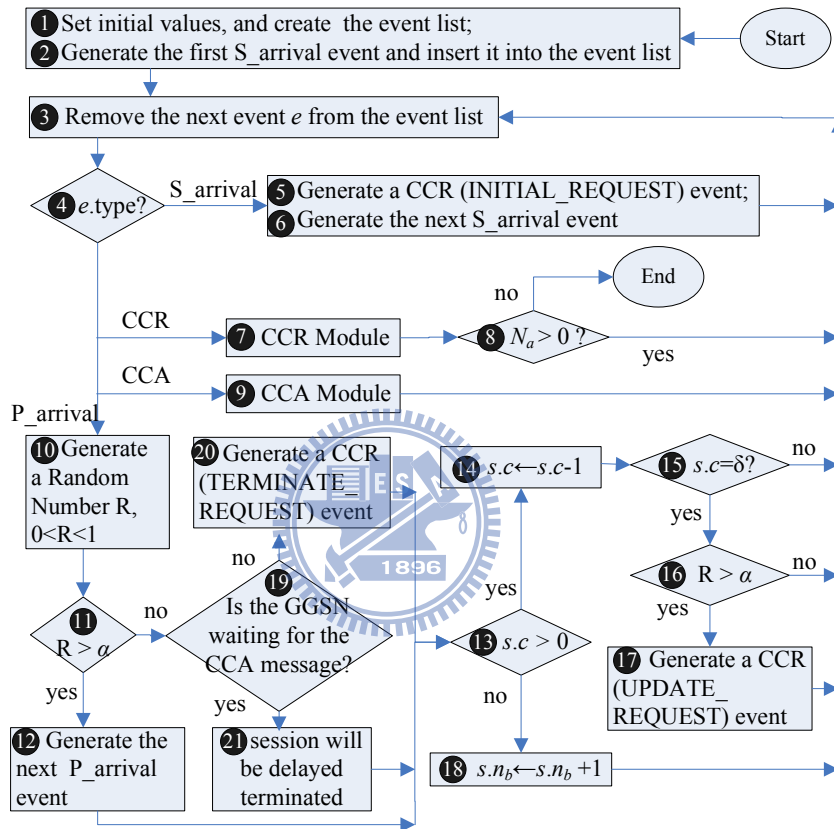 1 Set initial values, and create the event list;
2 Generate the first S_arrival event and insert it into the event list
Start
3 Remove the next event e from the event list
4 e.type?
S_arrival
5 Generate a CCR (INITIAL_REQUEST) event;
6 Generate the next S_arrival event
End
no
CCR
7 CCR Module
8 Nₐ > 0 ?
yes
CCA
9 CCA Module
P_arrival
10 Generate
a Random
Number R,
0<R<1
20 Generate a CCR
(TERMINATE_
REQUEST) event
14 s.c←s.c-1
15 s.c=δ?
no
yes
no
19
Is the GGSN
waiting for the
CCA message?
yes
16 R > α
no
yes
11
R > α
no
yes
13 s.c > 0
no
17 Generate a CCR
(UPDATE_
REQUEST) event
12 Generate the
next P_arrival
event
21 session will
be delayed
terminated
18 s.n_b←s.n_b +1
E S
1896